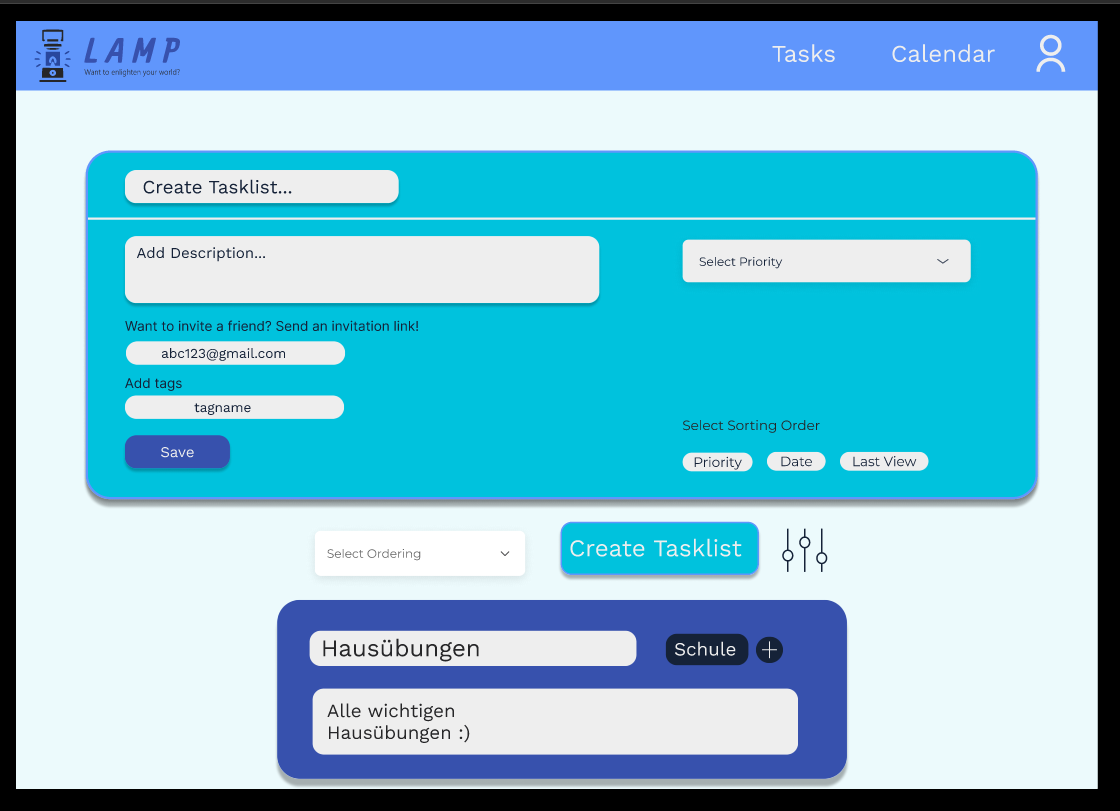 LAMP
Want to enlighten your world?
Tasks
Calendar
Create Tasklist...
Add Description...
Select Priority
Want to invite a friend? Send an invitation link!
abc123@gmail.com
Add tags
tagname
Save
Select Sorting Order
Priority
Date
Last View
Select Ordering
Create Tasklist
Hausübungen
Schule
Alle wichtigen
Hausübungen :)